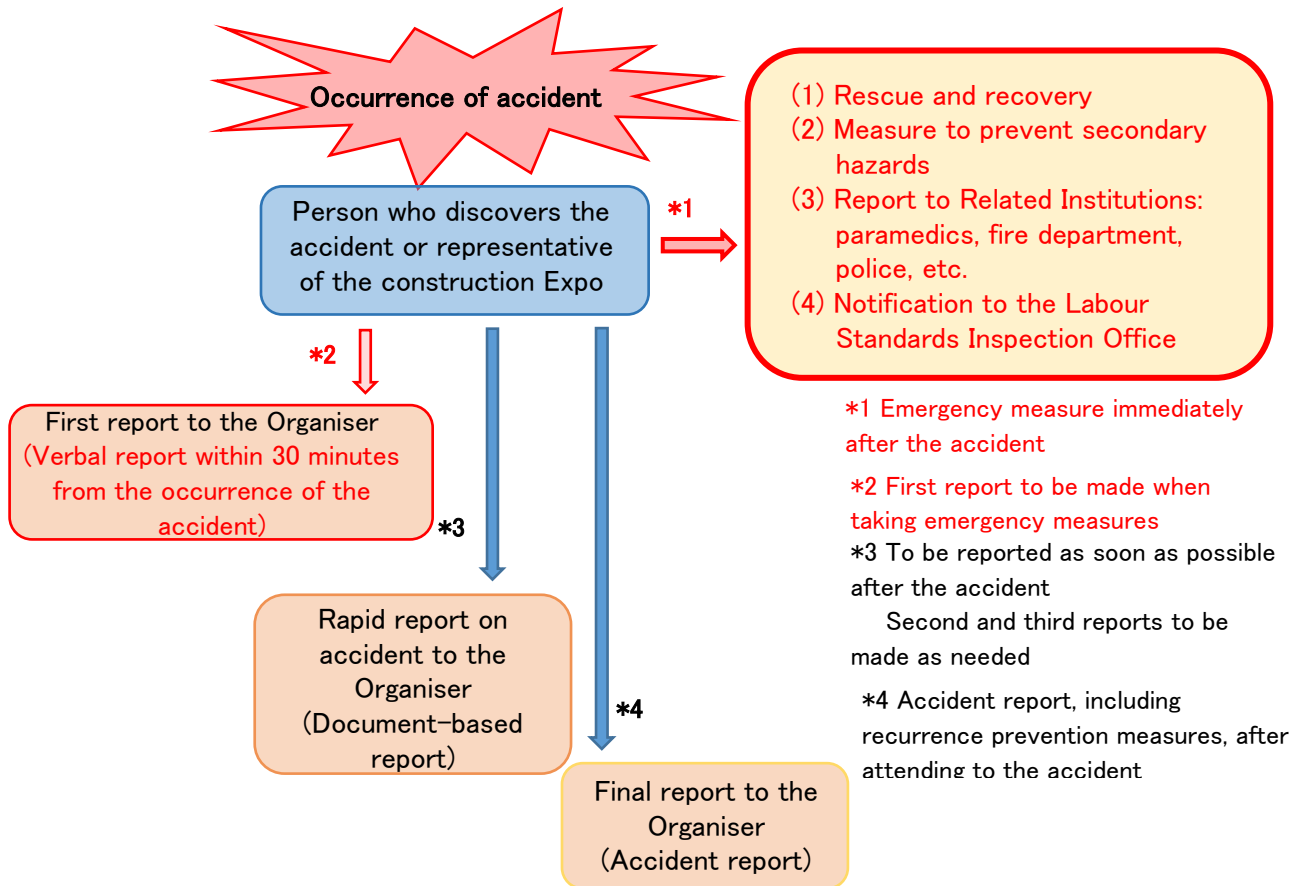 Occurrence of accident
(1) Rescue and recovery
(2) Measure to prevent secondary
hazards
(3) Report to Related Institutions:
paramedics, fire department,
police, etc.
(4) Notification to the Labour
Standards Inspection Office
Person who discovers the
accident or representative
of the construction Expo
*1
*2
First report to the Organiser
(Verbal report within 30 minutes
from the occurrence of the
accident)
*3
Rapid report on
accident to the
Organiser
(Document-based
report)
*4
Final report to the
Organiser
(Accident report)
*1 Emergency measure immediately
after the accident
*2 First report to be made when
taking emergency measures
*3 To be reported as soon as possible
after the accident
Second and third reports to be
made as needed
*4 Accident report, including
recurrence prevention measures, after
attending to the accident